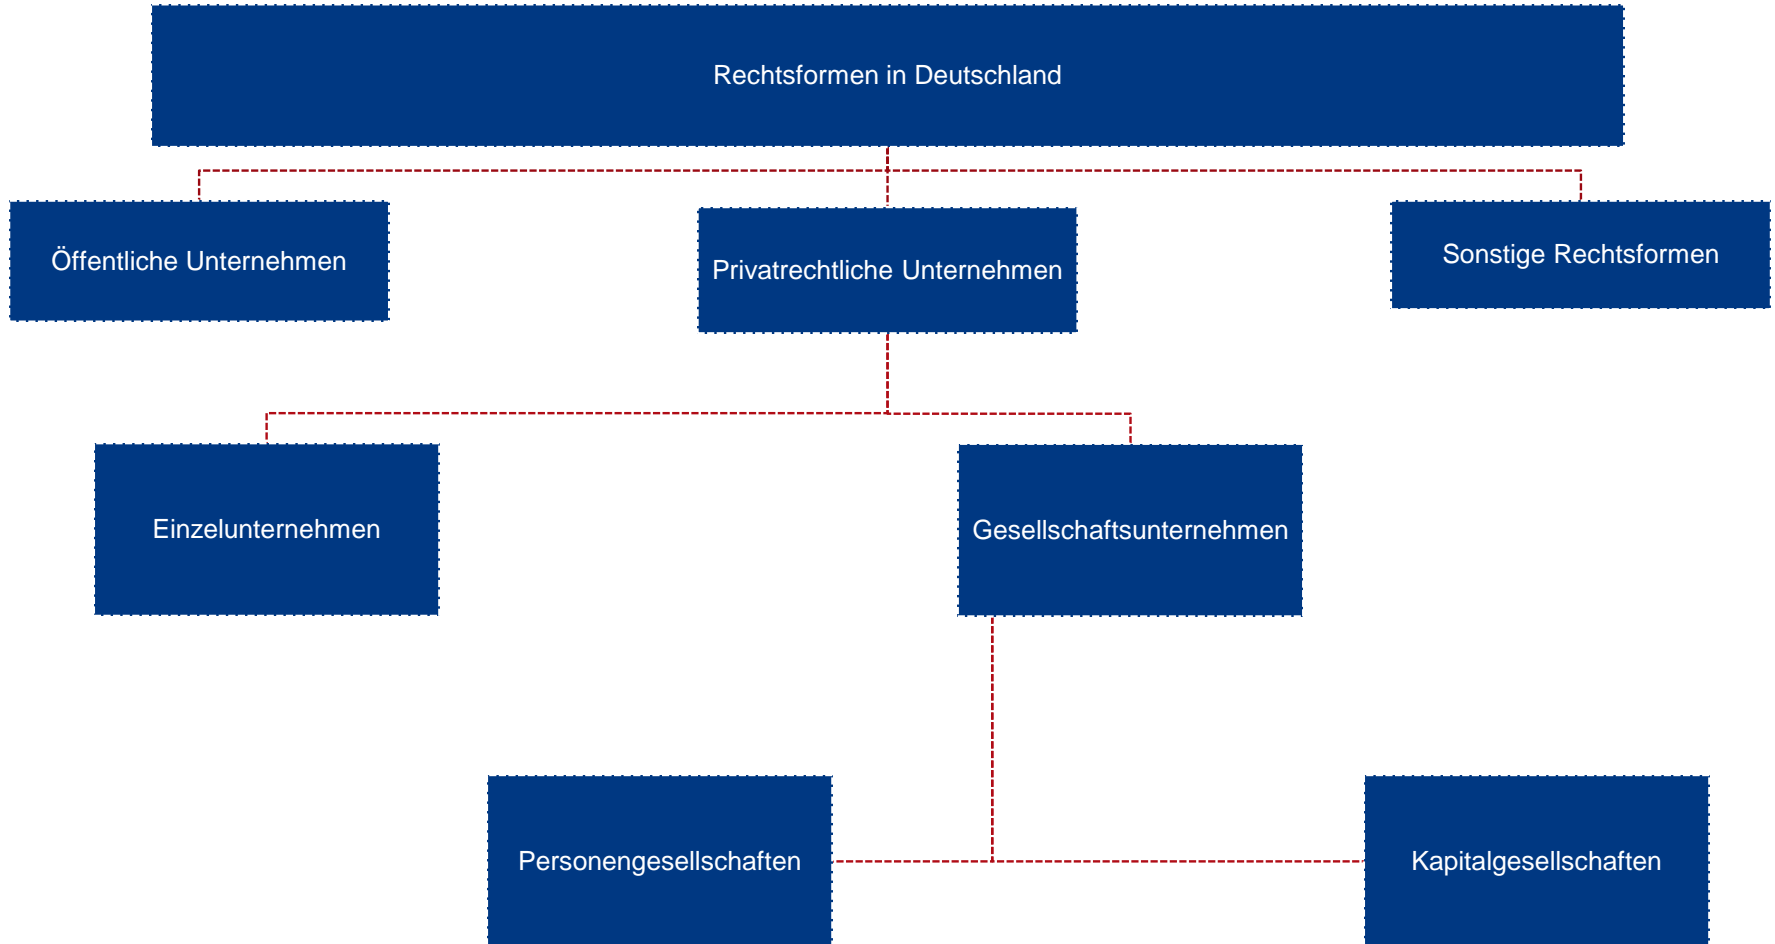 Rechtsformen in Deutschland
Öffentliche Unternehmen
Privatrechtliche Unternehmen
Sonstige Rechtsformen
Einzelunternehmen
Gesellschaftsunternehmen
Personengesellschaften
Kapitalgesellschaften